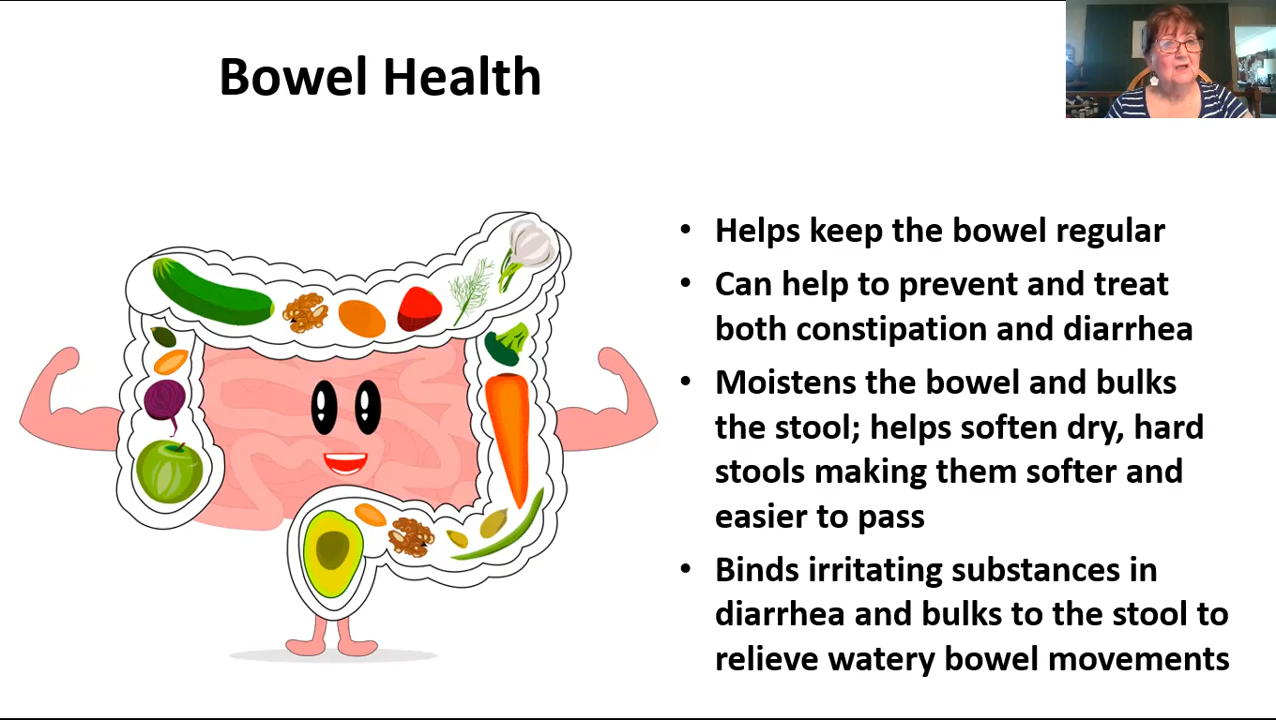 Bowel Health
• Helps keep the bowel regular
• Can help to prevent and treat
both constipation and diarrhea
• Moistens the bowel and bulks
the stool; helps soften dry, hard
stools making them softer and
easier to pass
• Binds irritating substances in
diarrhea and bulks to the stool to
relieve watery bowel movements